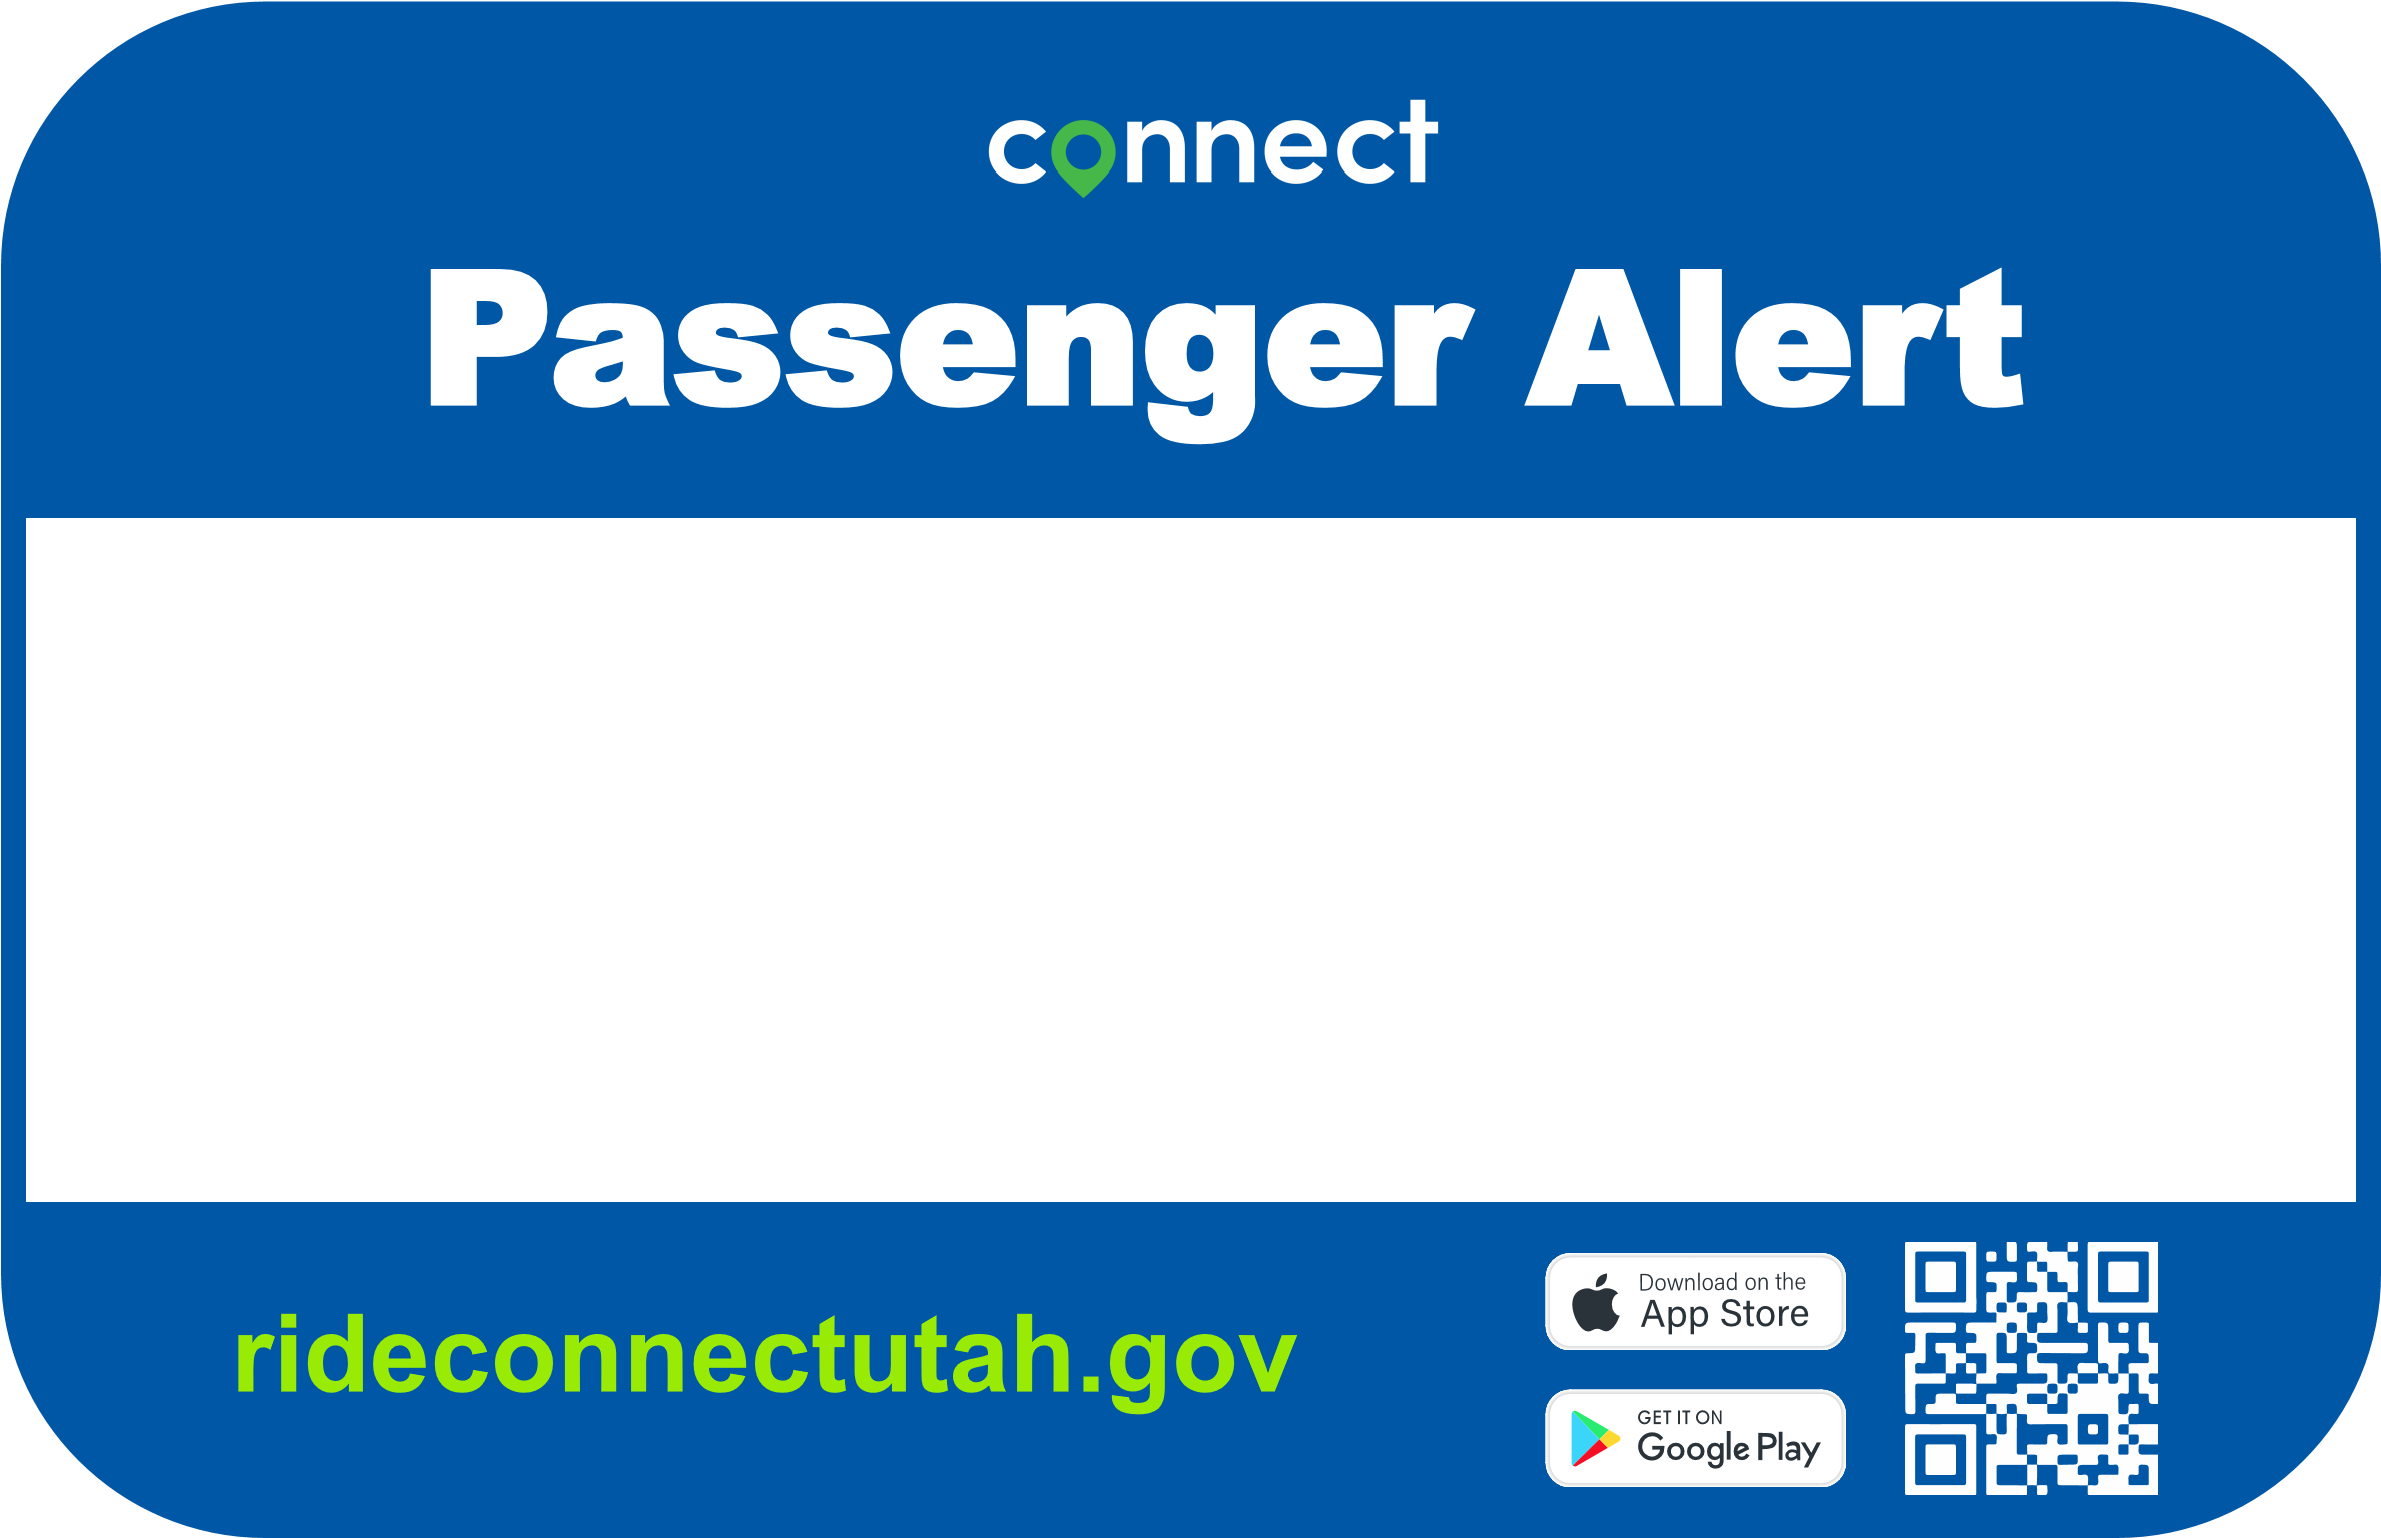 connect
Passenger Alert
rideconnectutah.gov
Download on the
App Store
GET IT ON
Google Play